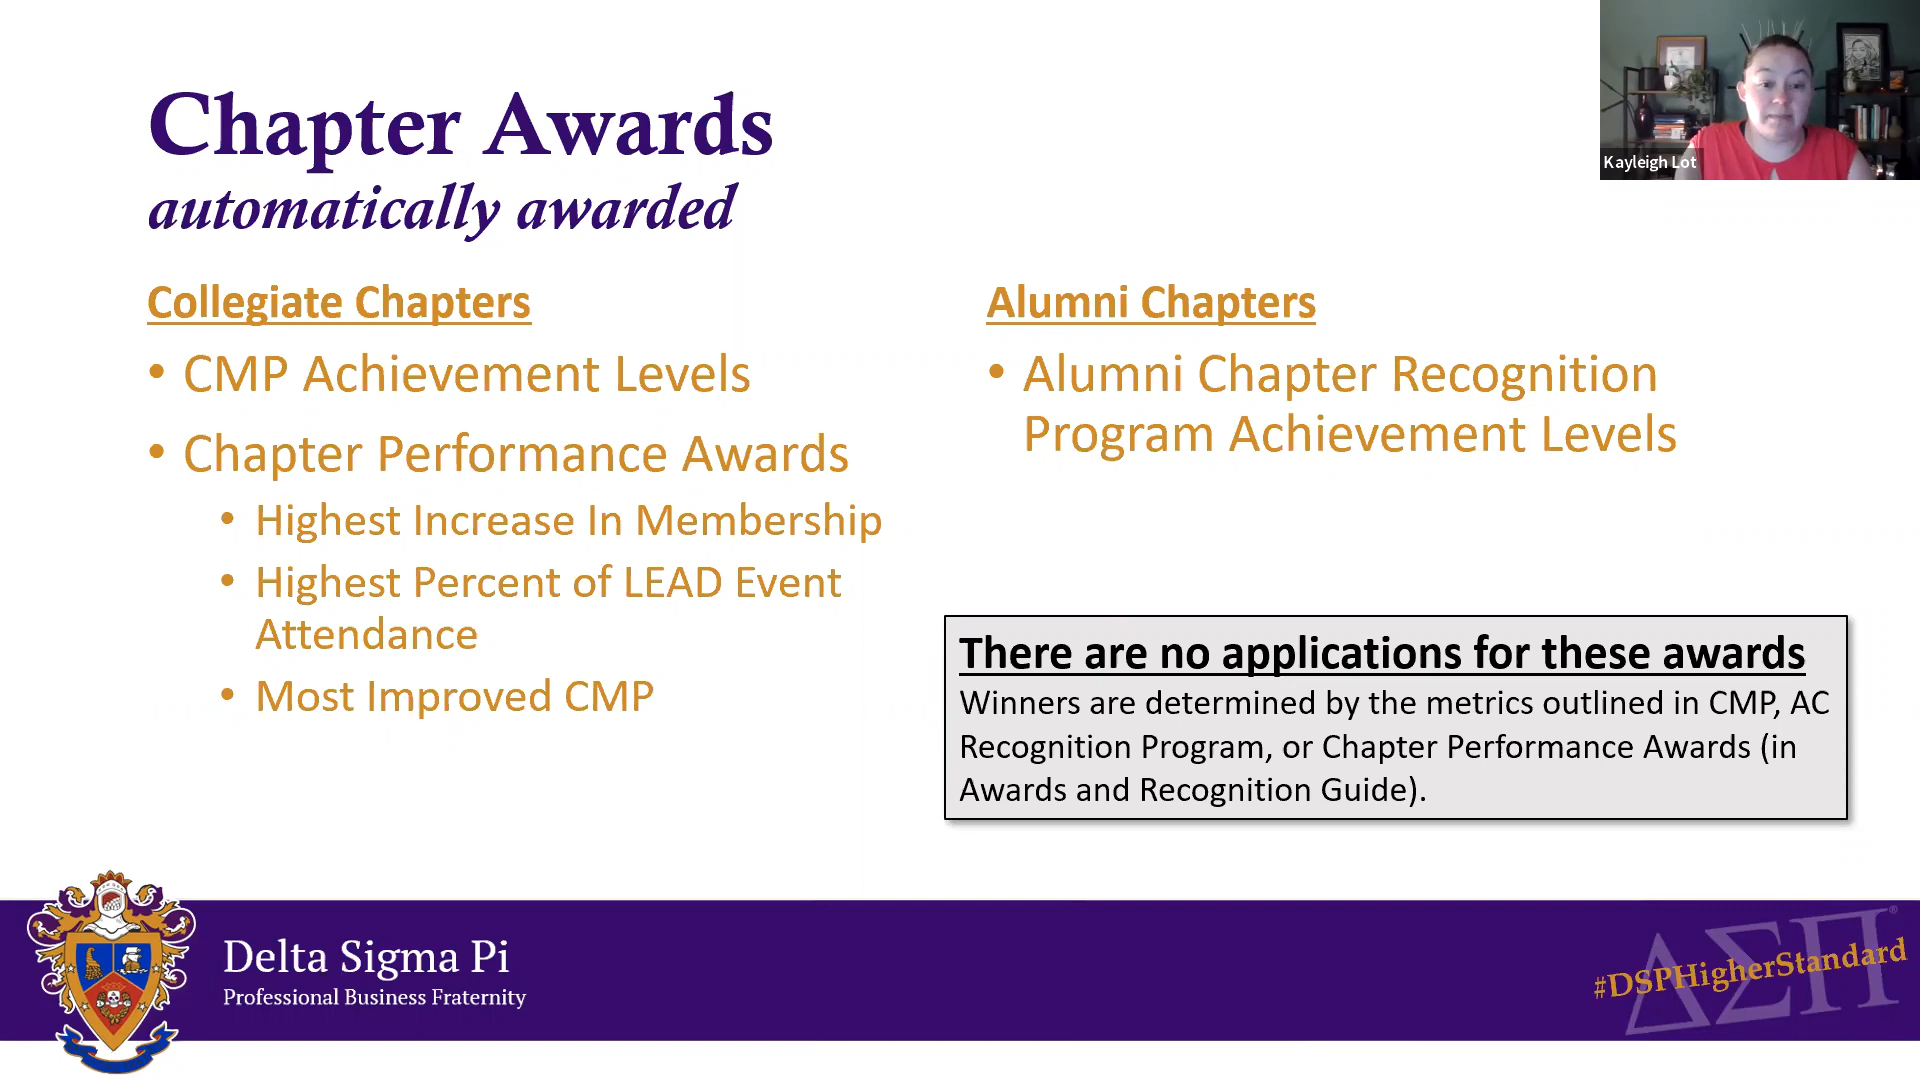 Chapter Awards
automatically awarded
Kayleigh Lot
Collegiate Chapters
• CMP Achievement Levels
• Chapter Performance Awards
• Highest Increase In Membership
• Highest Percent of LEAD Event
Attendance
• Most Improved CMP
Alumni Chapters
• Alumni Chapter Recognition
Program Achievement Levels
There are no applications for these awards
Winners are determined by the metrics outlined in CMP, AC
Recognition Program, or Chapter Performance Awards (in
Awards and Recognition Guide).
Delta Sigma Pi
Professional Business Fraternity
ΔΣΠ®
#DSPHigherStandard